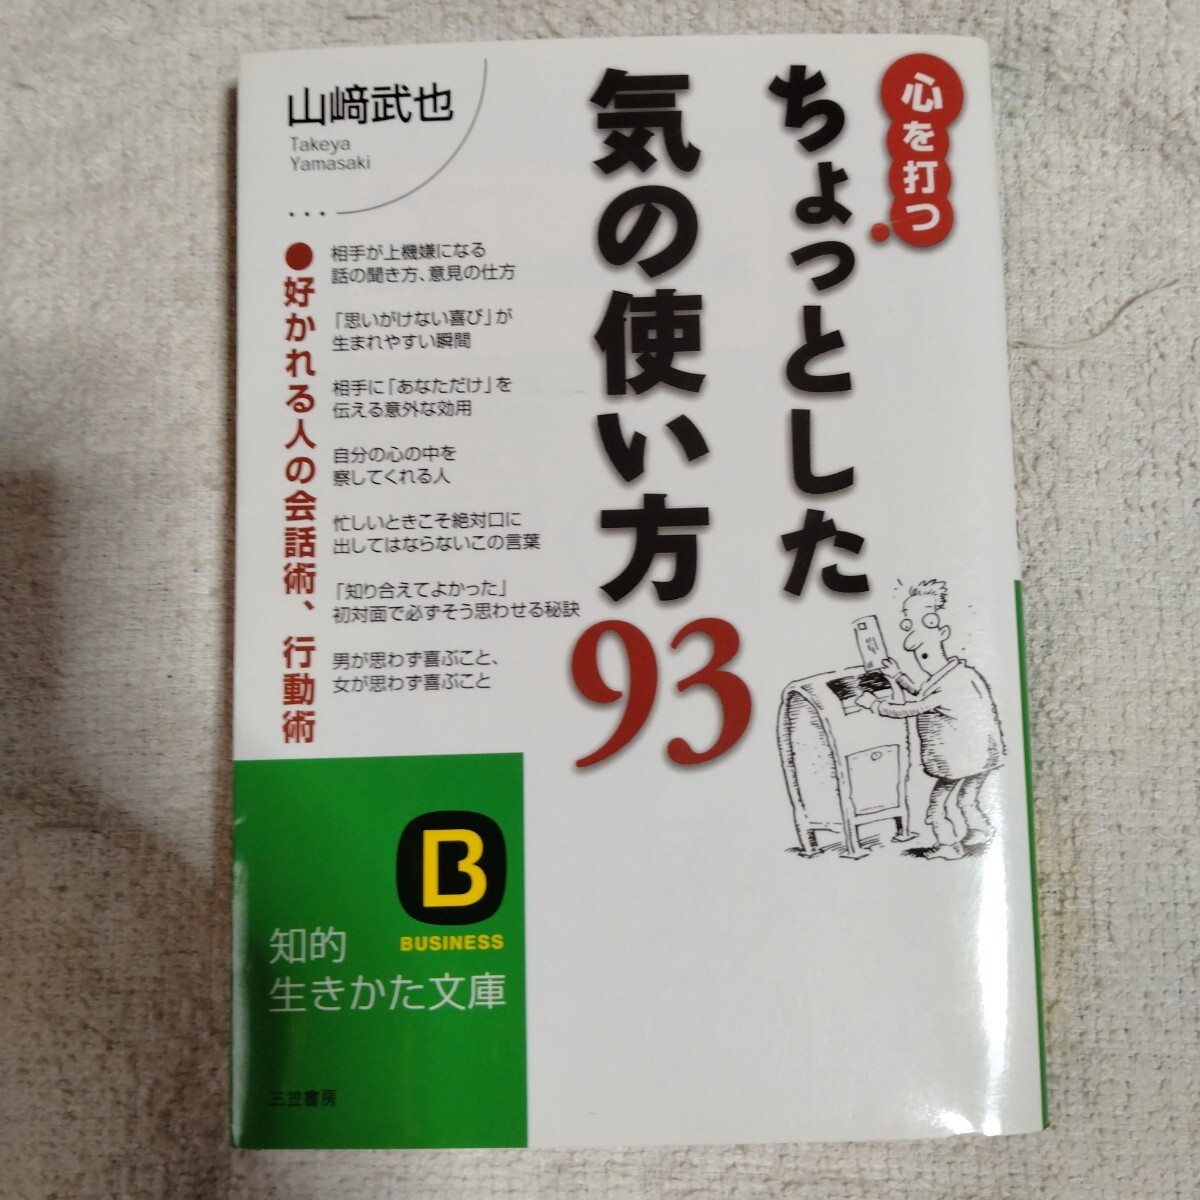 心を打つ
ちょっとした
気の使い方
93
山﨑武也
Takeya
Yamasaki
●好かれる人の会話術、行動術
相手が上機嫌になる
話の聞き方、意見の仕方
「思いがけない喜び」が
生まれやすい瞬間
相手に「あなただけ」を
伝える意外な効用
自分の心の中を
察してくれる人
忙しいときこそ絶対口に
出してはならないこの言葉
「知り合えてよかった」
初対面で必ずそう思わせる秘訣
男が思わず喜ぶこと、
女が思わず喜ぶこと
B
BUSINESS
知的
生きかた文庫
三笠書房